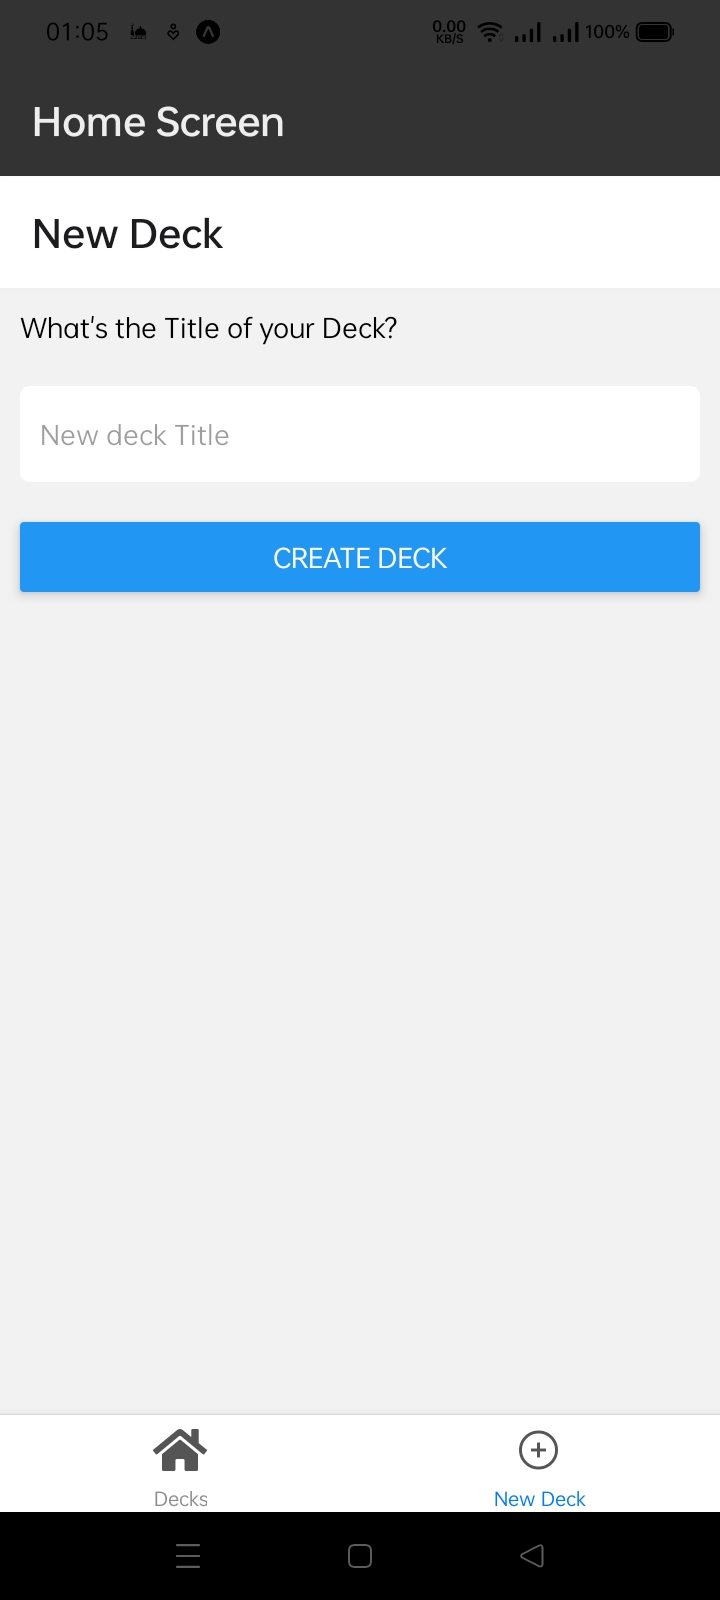 01:05 0.00 KB/S 100%
Home Screen
New Deck
What's the Title of your Deck?
New deck Title
CREATE DECK
Decks New Deck